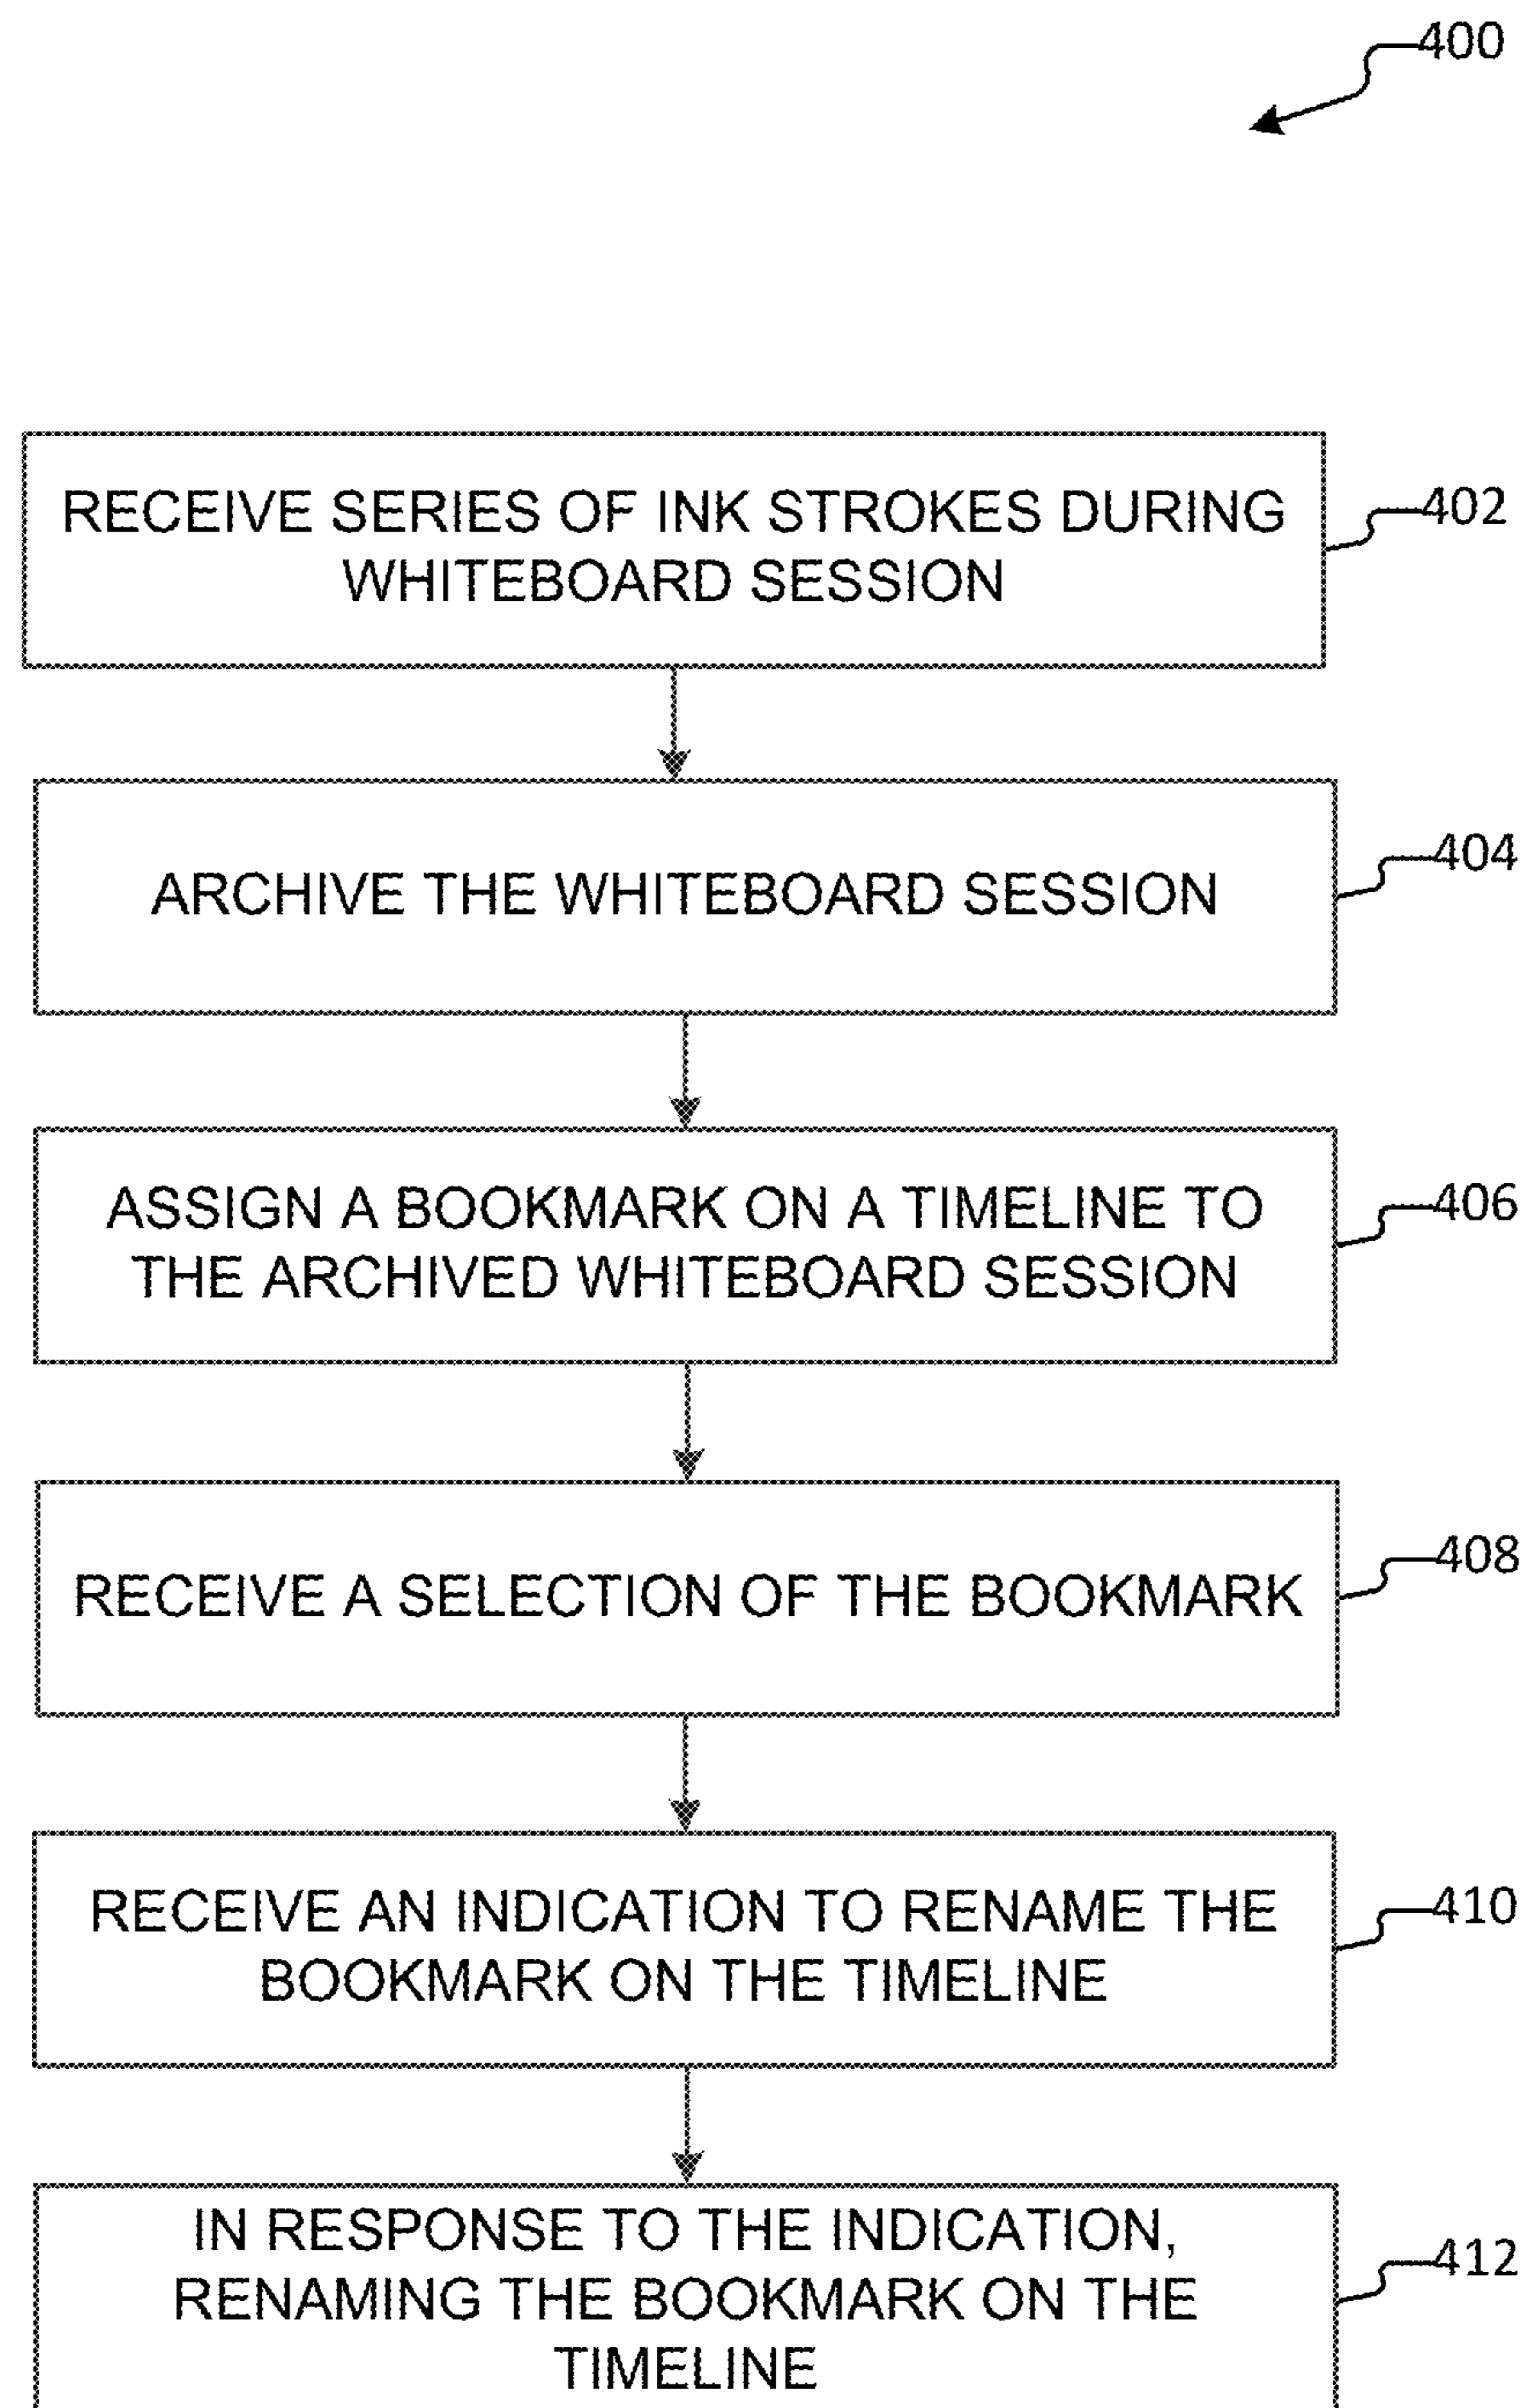 400
RECEIVE SERIES OF INK STROKES DURING
WHITEBOARD SESSION
402
ARCHIVE THE WHITEBOARD SESSION
404
ASSIGN A BOOKMARK ON A TIMELINE TO
THE ARCHIVED WHITEBOARD SESSION
406
RECEIVE A SELECTION OF THE BOOKMARK
408
RECEIVE AN INDICATION TO RENAME THE
BOOKMARK ON THE TIMELINE
410
IN RESPONSE TO THE INDICATION,
RENAMING THE BOOKMARK ON THE
TIMELINE
412